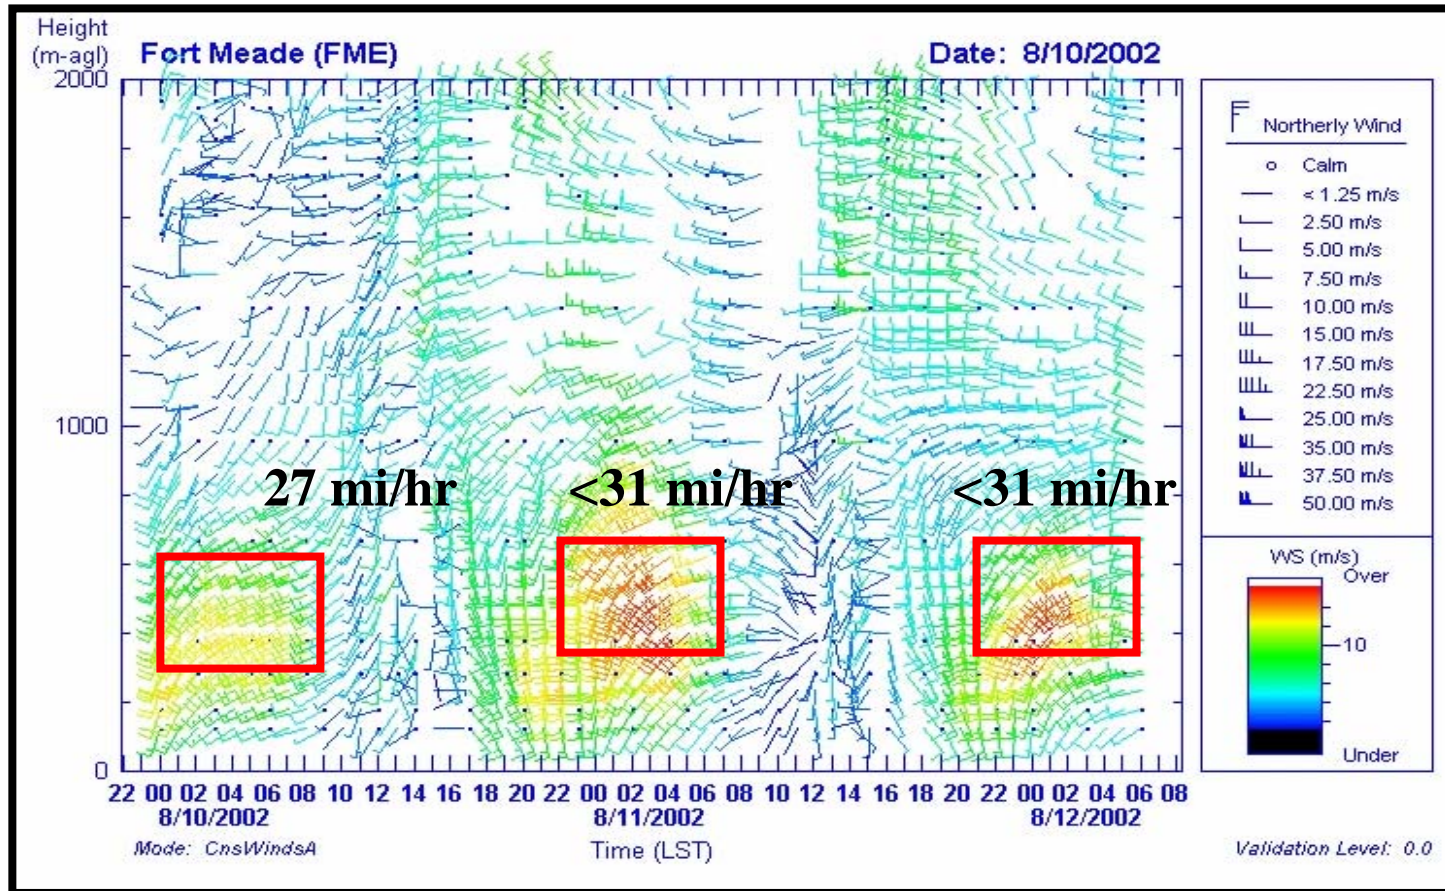 Height
(m-agl)
Fort Meade (FME)
Date: 8/10/2002
2000
1000
0
27 mi/hr
<31 mi/hr
<31 mi/hr
22 00 02 04 06 08 10 12 14 16 18 20 22 00 02 04 06 08 10 12 14 16 18 20 22 00 02 04 06 08
8/10/2002
8/11/2002
8/12/2002
Mode: CnsWindsA
Time (LST)
Validation Level: 0.0
Northerly Wind
Calm
< 1.25 m/s
2.50 m/s
5.00 m/s
7.50 m/s
10.00 m/s
15.00 m/s
17.50 m/s
22.50 m/s
25.00 m/s
35.00 m/s
37.50 m/s
50.00 m/s
WS (m/s)
Over
10
Under